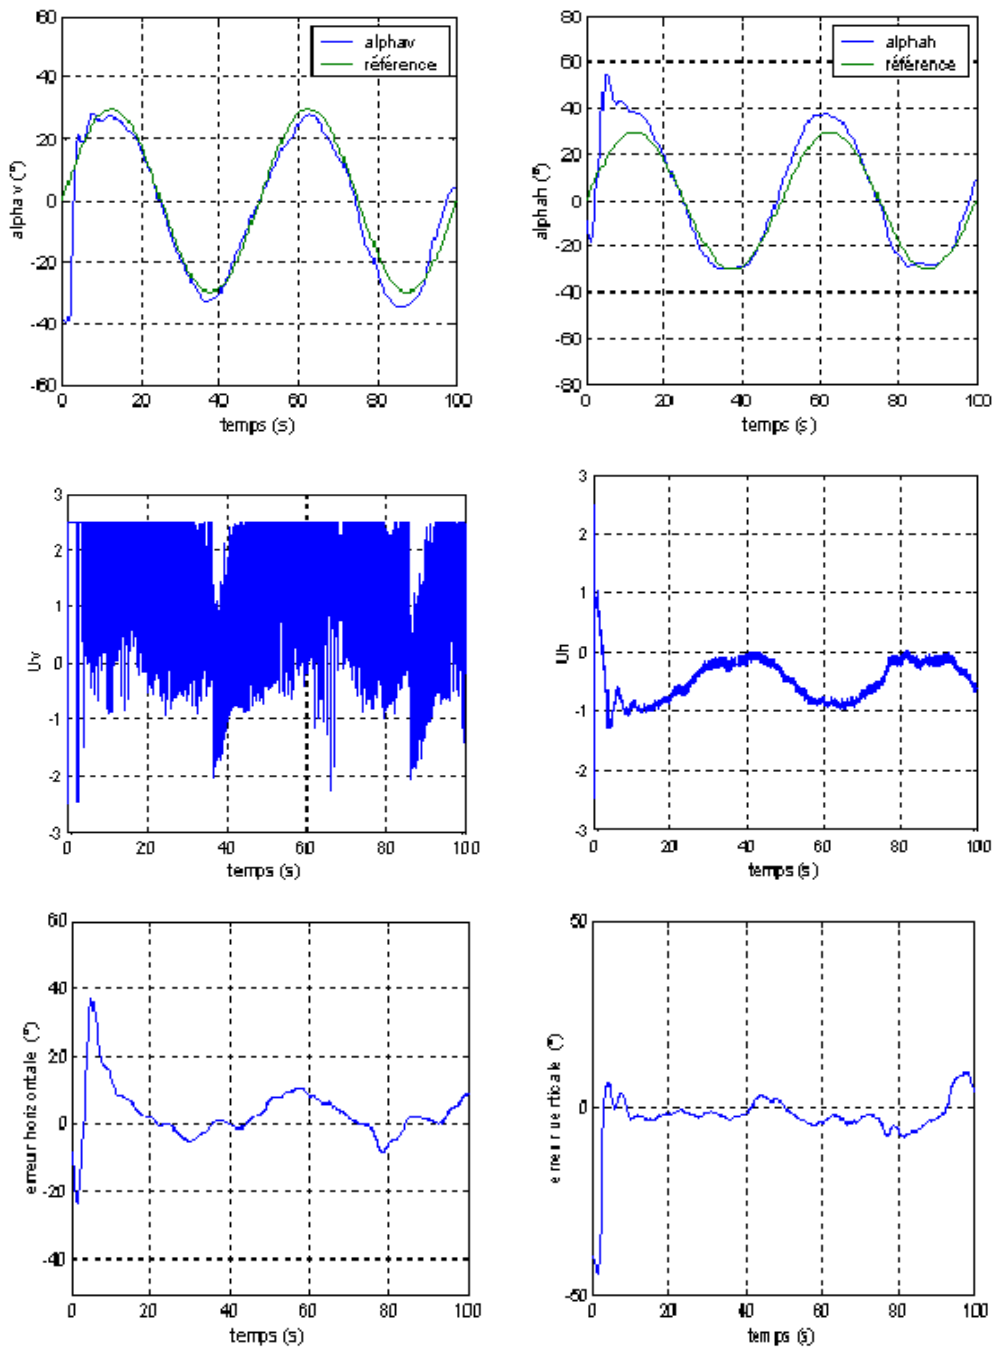 60
40
20
0
-20
-40
-60
alpha v (°)
alphav
référence
0 20 40 60 80 100
temps (s)
80
60
40
20
0
-20
-40
-60
-80
alphah (°)
alphah
référence
0 20 40 60 80 100
temps (s)
3
2
1
0
-1
-2
-3
Uv
0 20 40 60 80 100
temps (s)
3
2
1
0
-1
-2
-3
Uh
0 20 40 60 80 100
temps (s)
60
40
20
0
-20
-40
erreur horizontale (°)
0 20 40 60 80 100
temps (s)
50
0
-50
erreur verticale (°)
0 20 40 60 80 100
temps (s)